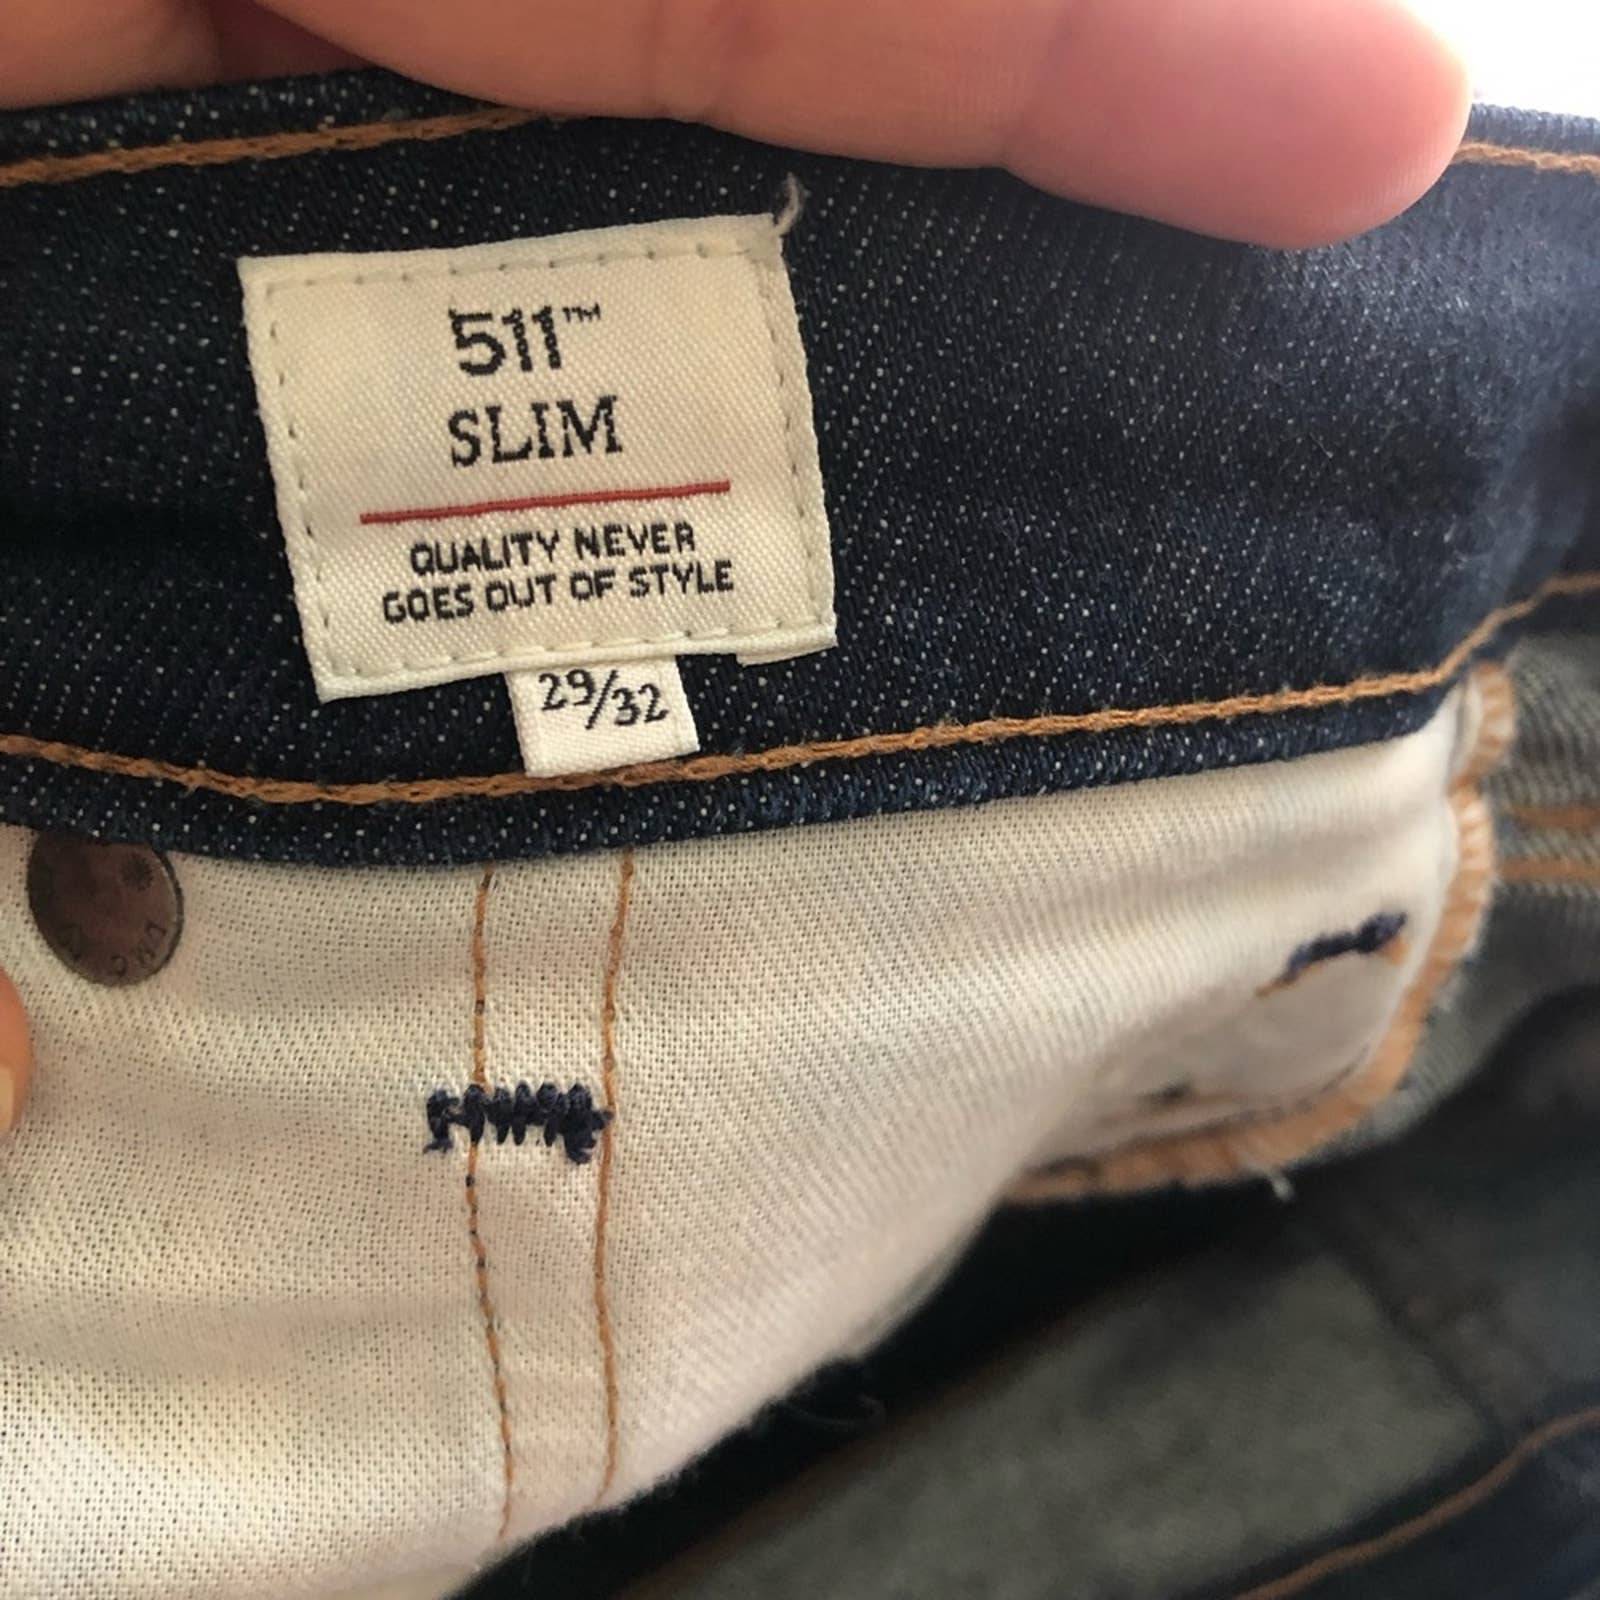 511™
SLIM
QUALITY NEVER
GOES OUT OF STYLE
29/32